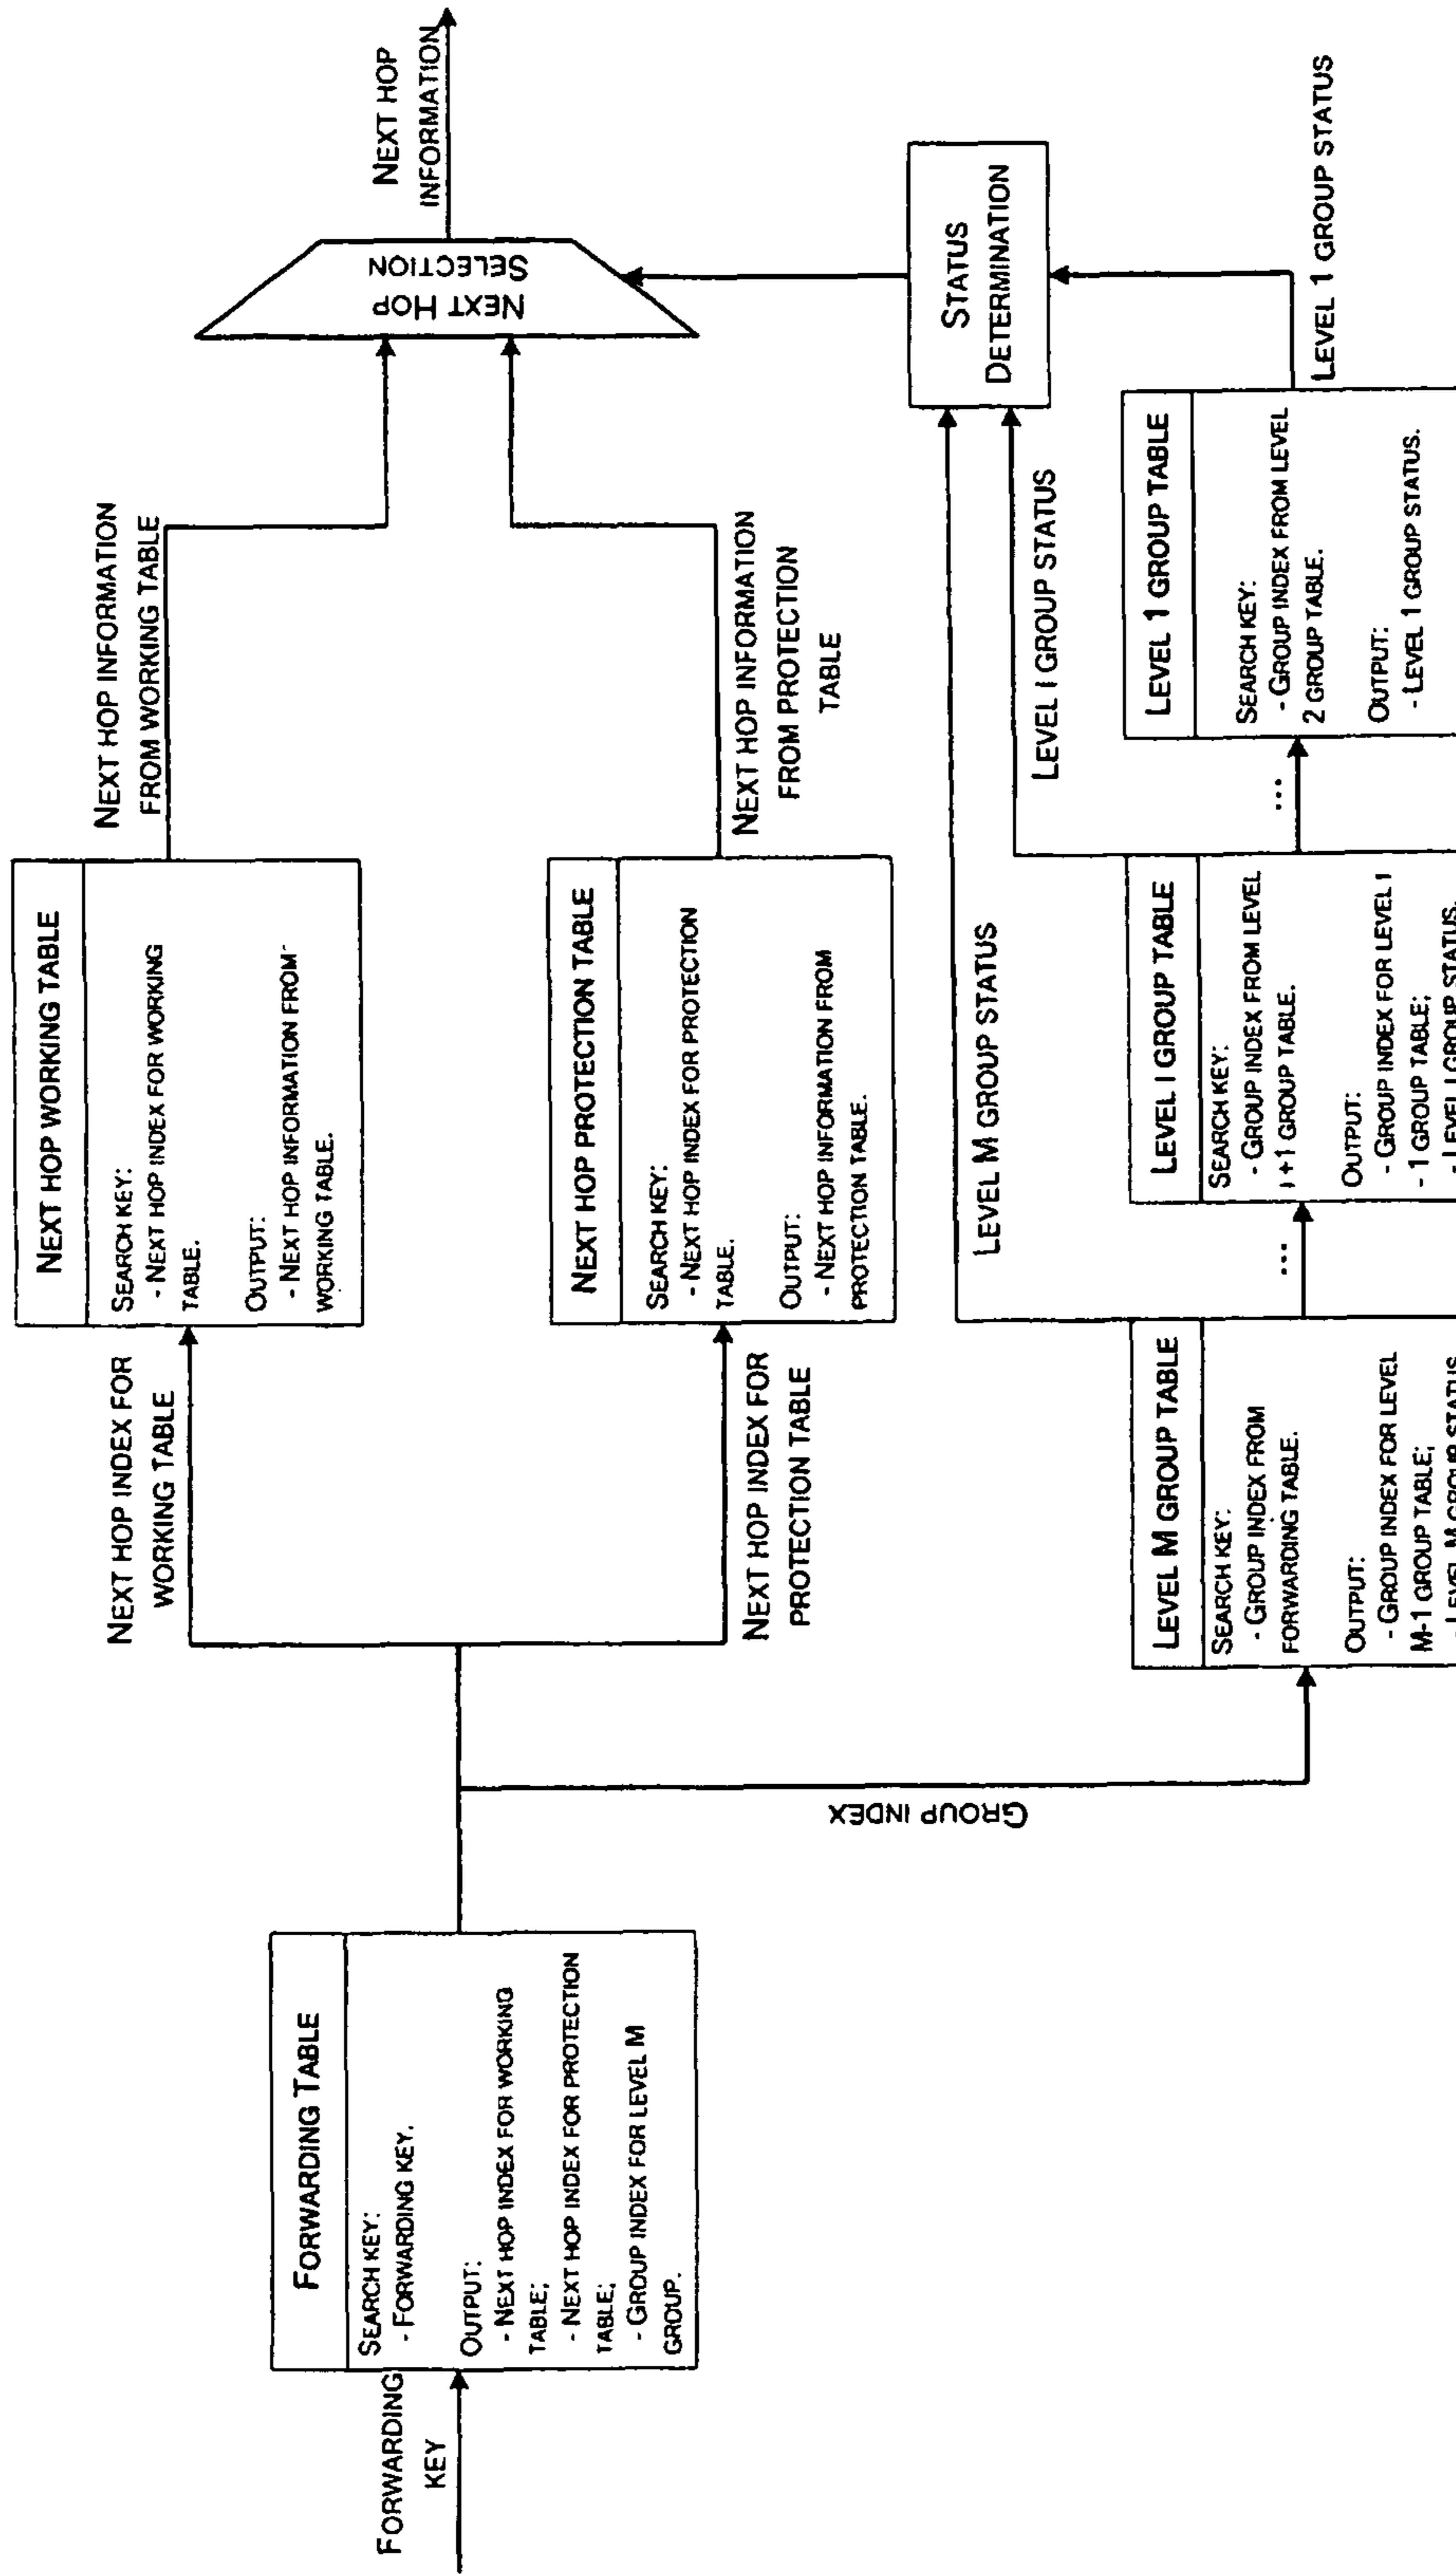 FORWARDING
KEY
FORWARDING TABLE
SEARCH KEY:
- FORWARDING KEY.
OUTPUT:
- NEXT HOP INDEX FOR WORKING
TABLE;
- NEXT HOP INDEX FOR PROTECTION
TABLE;
- GROUP INDEX FOR LEVEL M
GROUP.
GROUP INDEX
NEXT HOP INDEX FOR
WORKING TABLE
NEXT HOP INDEX FOR
PROTECTION TABLE
NEXT HOP WORKING TABLE
SEARCH KEY:
- NEXT HOP INDEX FOR WORKING
TABLE.
OUTPUT:
- NEXT HOP INFORMATION FROM
WORKING TABLE.
NEXT HOP PROTECTION TABLE
SEARCH KEY:
- NEXT HOP INDEX FOR PROTECTION
TABLE.
OUTPUT:
- NEXT HOP INFORMATION FROM
PROTECTION TABLE.
NEXT HOP INFORMATION
FROM WORKING TABLE
NEXT HOP INFORMATION
FROM PROTECTION
TABLE
NEXT HOP
SELECTION
NEXT HOP
INFORMATION
STATUS
DETERMINATION
LEVEL M GROUP STATUS
LEVEL I GROUP STATUS
LEVEL 1 GROUP STATUS
LEVEL M GROUP TABLE
SEARCH KEY:
- GROUP INDEX FROM
FORWARDING TABLE.
OUTPUT:
- GROUP INDEX FOR LEVEL
M-1 GROUP TABLE;
- LEVEL M GROUP STATUS
...
LEVEL I GROUP TABLE
SEARCH KEY:
- GROUP INDEX FROM LEVEL
I +1 GROUP TABLE.
OUTPUT:
- GROUP INDEX FOR LEVEL I
- 1 GROUP TABLE;
- LEVEL I GROUP STATUS.
...
LEVEL 1 GROUP TABLE
SEARCH KEY:
- GROUP INDEX FROM LEVEL
2 GROUP TABLE.
OUTPUT:
- LEVEL 1 GROUP STATUS.